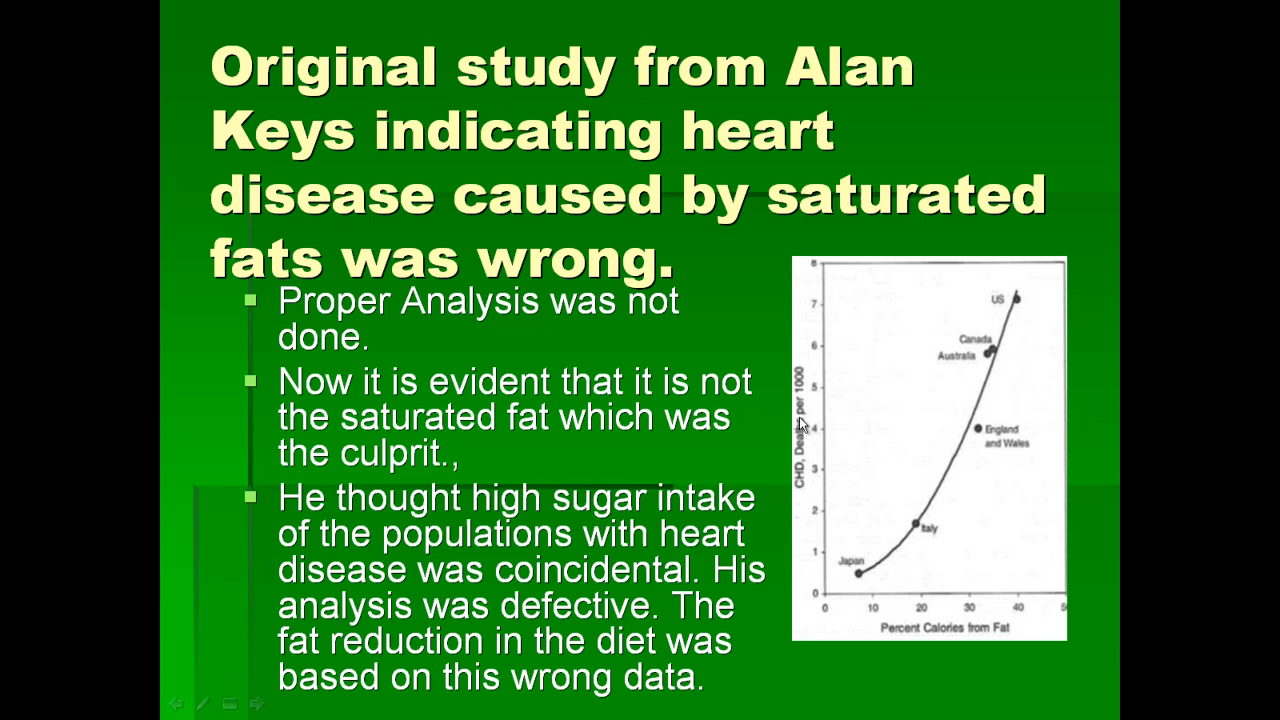 Original study from Alan
Keys indicating heart
disease caused by saturated
fats was wrong.
Proper Analysis was not
done.
Now it is evident that it is not
the saturated fat which was
the culprit.,
He thought high sugar intake
of the populations with heart
disease was coincidental. His
analysis was defective. The
fat reduction in the diet was
based on this wrong data.
8
7
6
5
4
3
2
1
0
CHD, Deaths per 1000
US
Canada
Australia
England
and Wales
Italy
Japan
0 10 20 30 40 5
Percent Calories from Fat